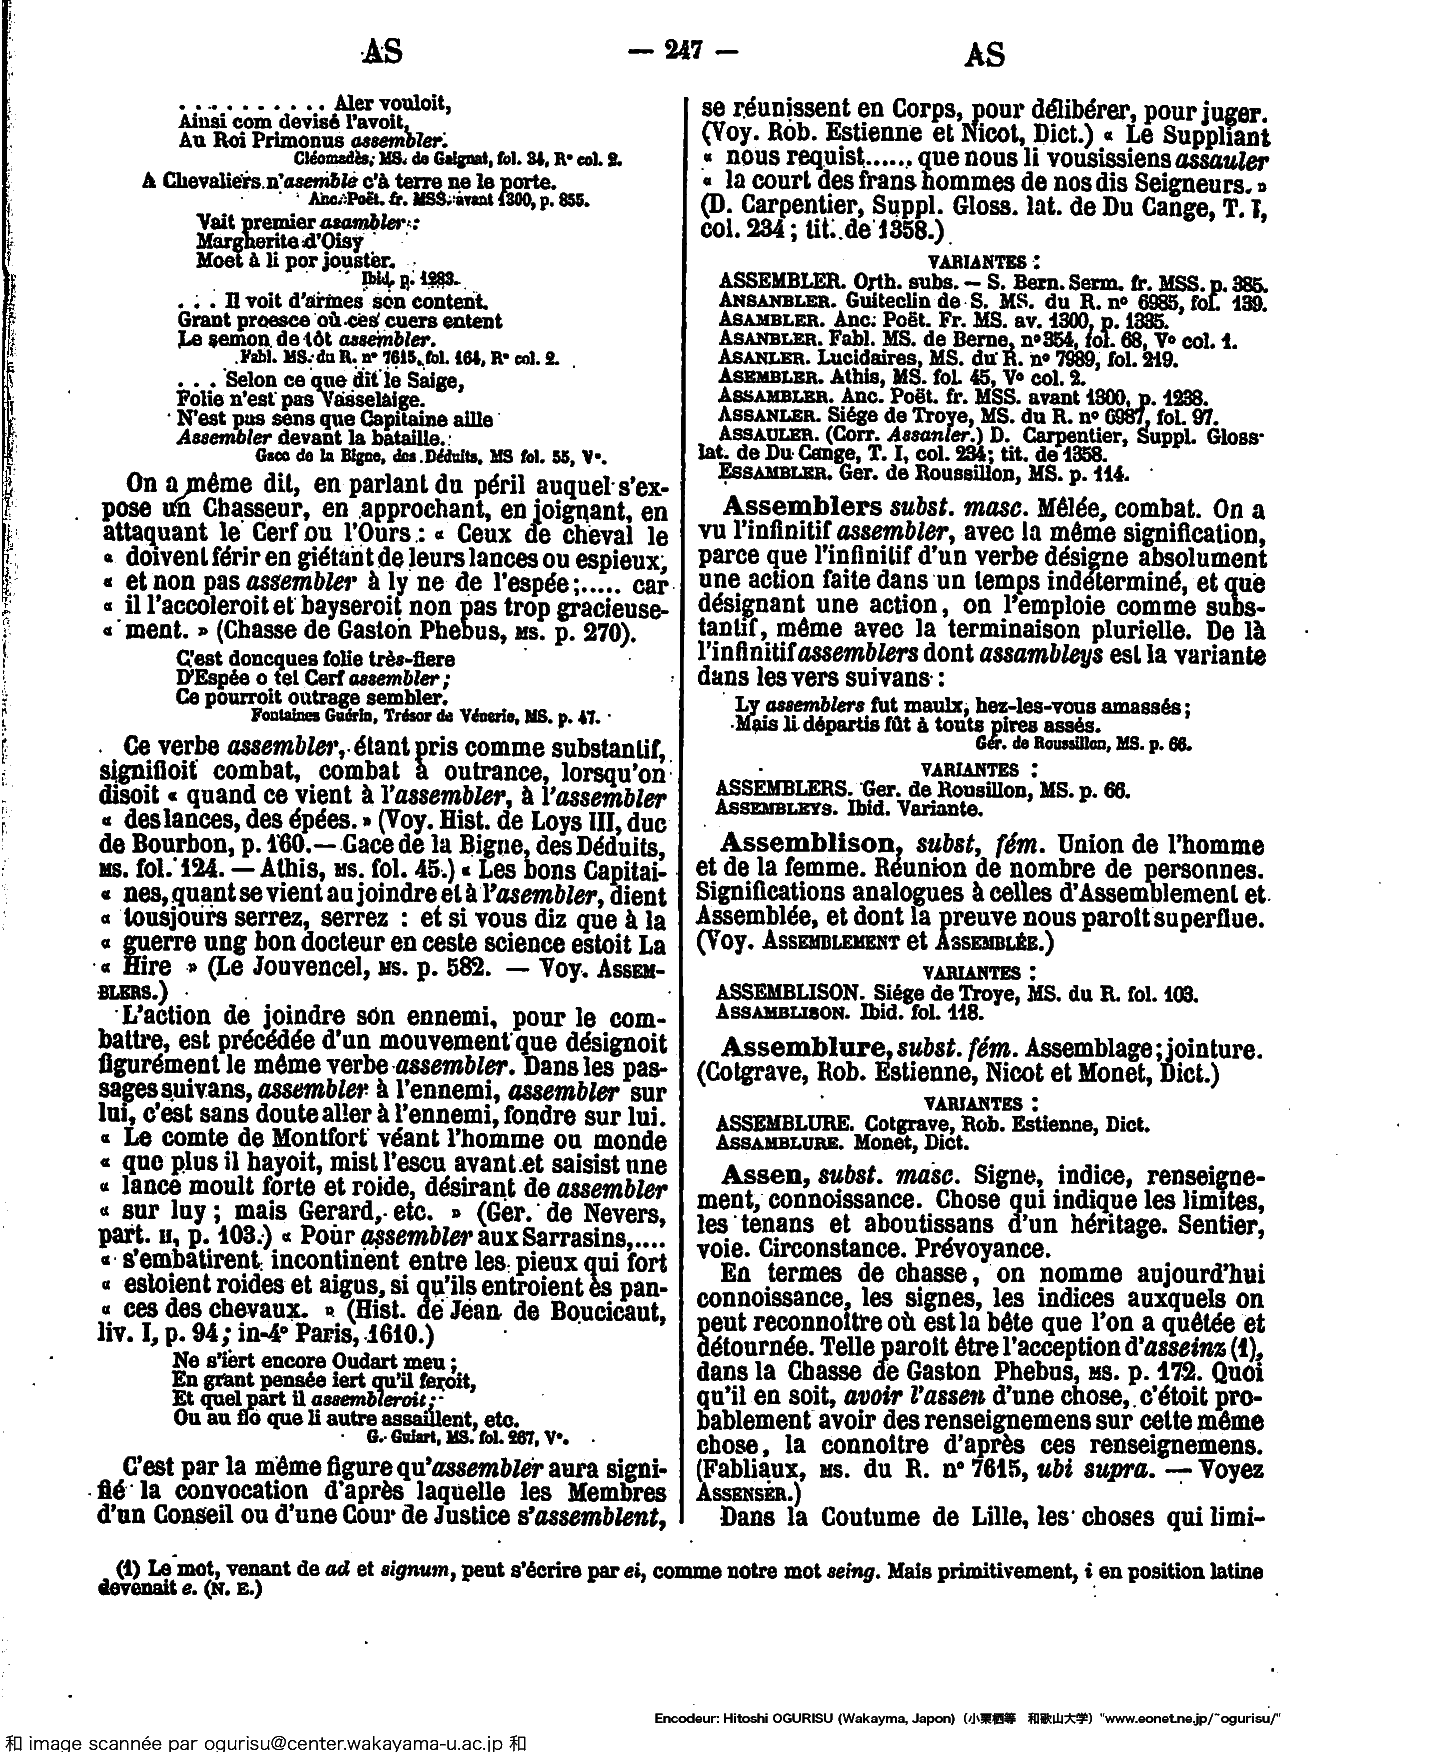 AS
— 247 —
AS
. . . . . . . . . . Aler vouloit,
Ainsi com devisé l'avoit,
Au Roi Primonus assembler.
Cléomadès, MS. de Gaignat, fol. 34, R° col. 2.
A Chevaliers n'asemble c'à terre ne le porte.
Anc. Poët. fr. MSS. avant 1300, p. 855.
Vait premier asambler :
Margherite d'Oisy
Moet à li por jouster.
Ibid. p. 1283.
. . . Il voit d'armes son content.
Grant proesce où ces cuers entent
Le semon de tôt assembler.
Fabl. MS. du R. n° 7615, fol. 164, R° col. 2.
. . . Selon ce que dit le Saige,
Folie n'est pas Vasselaige.
N'est pas sens que Capitaine aille
Assembler devant la bataille.
Gace de la Bigne, des Déduits, MS fol. 55, V°.
On a même dit, en parlant du péril auquel s'ex-
pose un Chasseur, en approchant, en joignant, en
attaquant le Cerf ou l'Ours : « Ceux de cheval le
« doivent férir en giétant de leurs lances ou espieux,
« et non pas assembler à ly ne de l'espée ;..... car
« il l'accoleroit et bayseroit non pas trop gracieuse-
« ment. » (Chasse de Gaston Phebus, MS. p. 270).
C'est doncques folie très-fiere
D'Espée o tel Cerf assembler ;
Ce pourroit outrage sembler.
Fontaines Guérin, Trésor de Vénerie, MS. p. 47.
Ce verbe assembler, étant pris comme substantif,
signifioit combat, combat à outrance, lorsqu'on
disoit « quand ce vient à l'assembler, à l'assembler
« des lances, des épées. » (Voy. Hist. de Loys III, duc
de Bourbon, p. 160. — Gace de la Bigne, des Déduits,
MS. fol. 124. — Athis, MS. fol. 45.) « Les bons Capitai-
« nes, quant se vient au joindre et à l'asembler, dient
« tousjours serrez, serrez : et si vous diz que à la
« guerre ung bon docteur en ceste science estoit La
« Hire » (Le Jouvencel, MS. p. 582. — Voy. ASSEM-
BLERS.)
L'action de joindre son ennemi, pour le com-
battre, est précédée d'un mouvement que désignoit
figurément le même verbe assembler. Dans les pas-
sages suivans, assembler à l'ennemi, assembler sur
lui, c'est sans doute aller à l'ennemi, fondre sur lui.
« Le comte de Montfort véant l'homme ou monde
« que plus il hayoit, mist l'escu avant et saisist une
« lance moult forte et roide, désirant de assembler
« sur luy ; mais Gerard, etc. » (Ger. de Nevers,
part. II, p. 103.) « Pour assembler aux Sarrasins,....
« s'embatirent incontinent entre les pieux qui fort
« estoient roides et aigus, si qu'ils entroient ès pan-
« ces des chevaux. » (Hist. de Jean de Boucicaut,
liv. I, p. 94 ; in-4° Paris, 1610.)
Ne s'iert encore Oudart meu ;
En grant pensée iert qu'il feroit,
Et quel part il assembleroit ;
Ou au flo que li autre assaillent, etc.
G. Guiart, MS. fol. 267, V°.
C'est par la même figure qu'assembler aura signi-
fié la convocation d'après laquelle les Membres
d'un Conseil ou d'une Cour de Justice s'assemblent,
se réunissent en Corps, pour délibérer, pour juger.
(Voy. Rob. Estienne et Nicot, Dict.) « Le Suppliant
« nous requist...... que nous li vousissiens assauler
« la court des frans hommes de nos dis Seigneurs. »
(D. Carpentier, Suppl. Gloss. lat. de Du Cange, T. I,
col. 234 ; tit. de 1358.)
VARIANTES :
ASSEMBLER. Orth. subs. — S. Bern. Serm. fr. MSS. p. 385.
ANSANBLER. Guiteclin de S. MS. du R. n° 6985, fol. 139.
ASAMBLER. Anc. Poët. Fr. MS. av. 1300, p. 1335.
ASANBLER. Fabl. MS. de Berne, n° 354, fol. 68, V° col. 1.
ASANLER. Lucidaires, MS. du R. n° 7989, fol. 219.
ASEMBLER. Athis, MS. fol. 45, V° col. 2.
ASSAMBLER. Anc. Poët. fr. MSS. avant 1300, p. 1238.
ASSANLER. Siége de Troye, MS. du R. n° 6987, fol. 97.
ASSAULER. (Corr. Assanler.) D. Carpentier, Suppl. Gloss·
lat. de Du Cange, T. I, col. 234; tit. de 1358.
ESSAMBLER. Ger. de Roussillon, MS. p. 114.
Assemblers subst. masc. Mêlée, combat. On a
vu l'infinitif assembler, avec la même signification,
parce que l'infinitif d'un verbe désigne absolument
une action faite dans un temps indéterminé, et que
désignant une action, on l'emploie comme subs-
tantif, même avec la terminaison plurielle. De là
l'infinitif assemblers dont assambleys est la variante
dans les vers suivans :
Ly assemblers fut maulx, hez-les-vous amassés ;
Mais li départis fût à touts pires assés.
Gér. de Roussillon, MS. p. 66.
VARIANTES :
ASSEMBLERS. Ger. de Rousillon, MS. p. 66.
ASSEMBLEYS. Ibid. Variante.
Assemblison, subst, fém. Union de l'homme
et de la femme. Réunion de nombre de personnes.
Significations analogues à celles d'Assemblement et
Assemblée, et dont la preuve nous paroît superflue.
(Voy. ASSEMBLEMENT et ASSEMBLÉE.)
VARIANTES :
ASSEMBLISON. Siége de Troye, MS. du R. fol. 103.
ASSAMBLISON. Ibid. fol. 118.
Assemblure, subst. fém. Assemblage ; jointure.
(Cotgrave, Rob. Estienne, Nicot et Monet, Dict.)
VARIANTES :
ASSEMBLURE. Cotgrave, Rob. Estienne, Dict.
ASSAMBLURE. Monet, Dict.
Assen, subst. masc. Signe, indice, renseigne-
ment, connoissance. Chose qui indique les limites,
les tenans et aboutissans d'un héritage. Sentier,
voie. Circonstance. Prévoyance.
En termes de chasse, on nomme aujourd'hui
connoissance, les signes, les indices auxquels on
peut reconnoître où est la bête que l'on a quêtée et
détournée. Telle paroit être l'acception d'asseinz (1),
dans la Chasse de Gaston Phebus, MS. p. 172. Quoi
qu'il en soit, avoir l'assen d'une chose, c'étoit pro-
bablement avoir des renseignemens sur cette même
chose, la connoitre d'après ces renseignemens.
(Fabliaux, MS. du R. n° 7615, ubi supra. — Voyez
ASSENSER.)
Dans la Coutume de Lille, les choses qui limi-
(1) Le mot, venant de ad et signum, peut s'écrire par ei, comme notre mot seing. Mais primitivement, i en position latine
devenait e. (N. E.)
Encodeur: Hitoshi OGURISU (Wakayma, Japon) (小栗栖等 和歌山大学) "www.eonet.ne.jp/~ogurisu/"
和 image scannée par ogurisu@center.wakayama-u.ac.jp 和